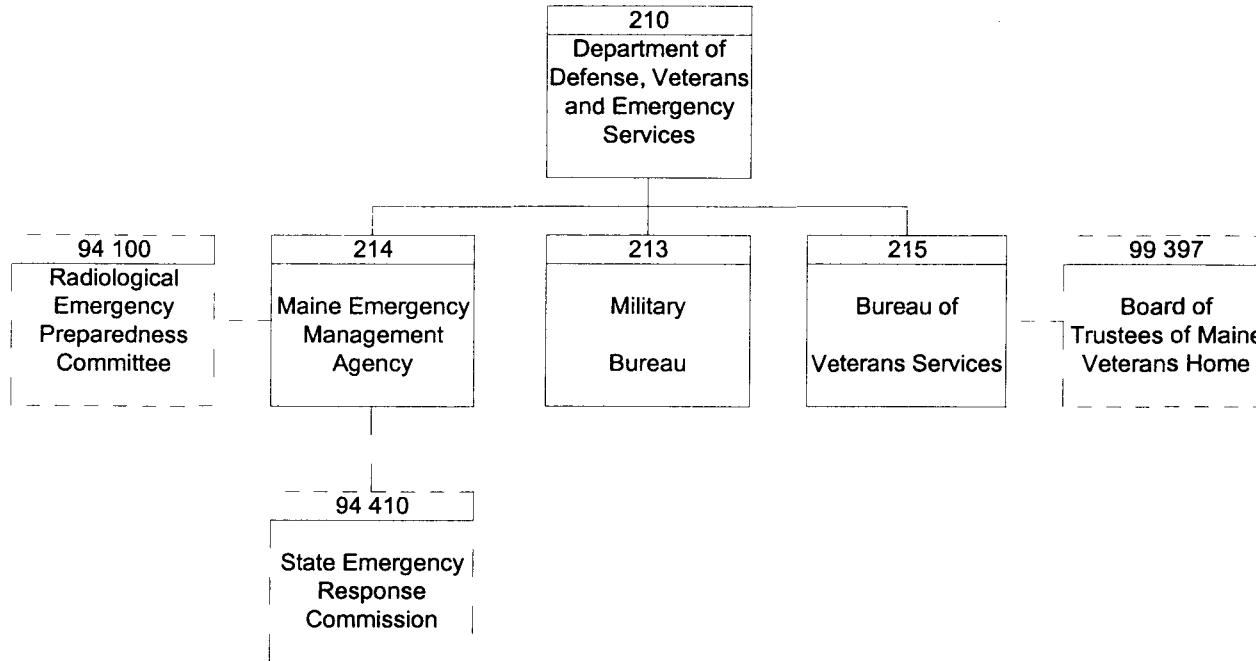 210
Department of
Defense, Veterans
and Emergency
Services
94 100
Radiological
Emergency
Preparedness
Committee
214
Maine Emergency
Management
Agency
213
Military
Bureau
215
Bureau of
Veterans Services
99 397
Board of
Trustees of Maine
Veterans Home
94 410
State Emergency
Response
Commission